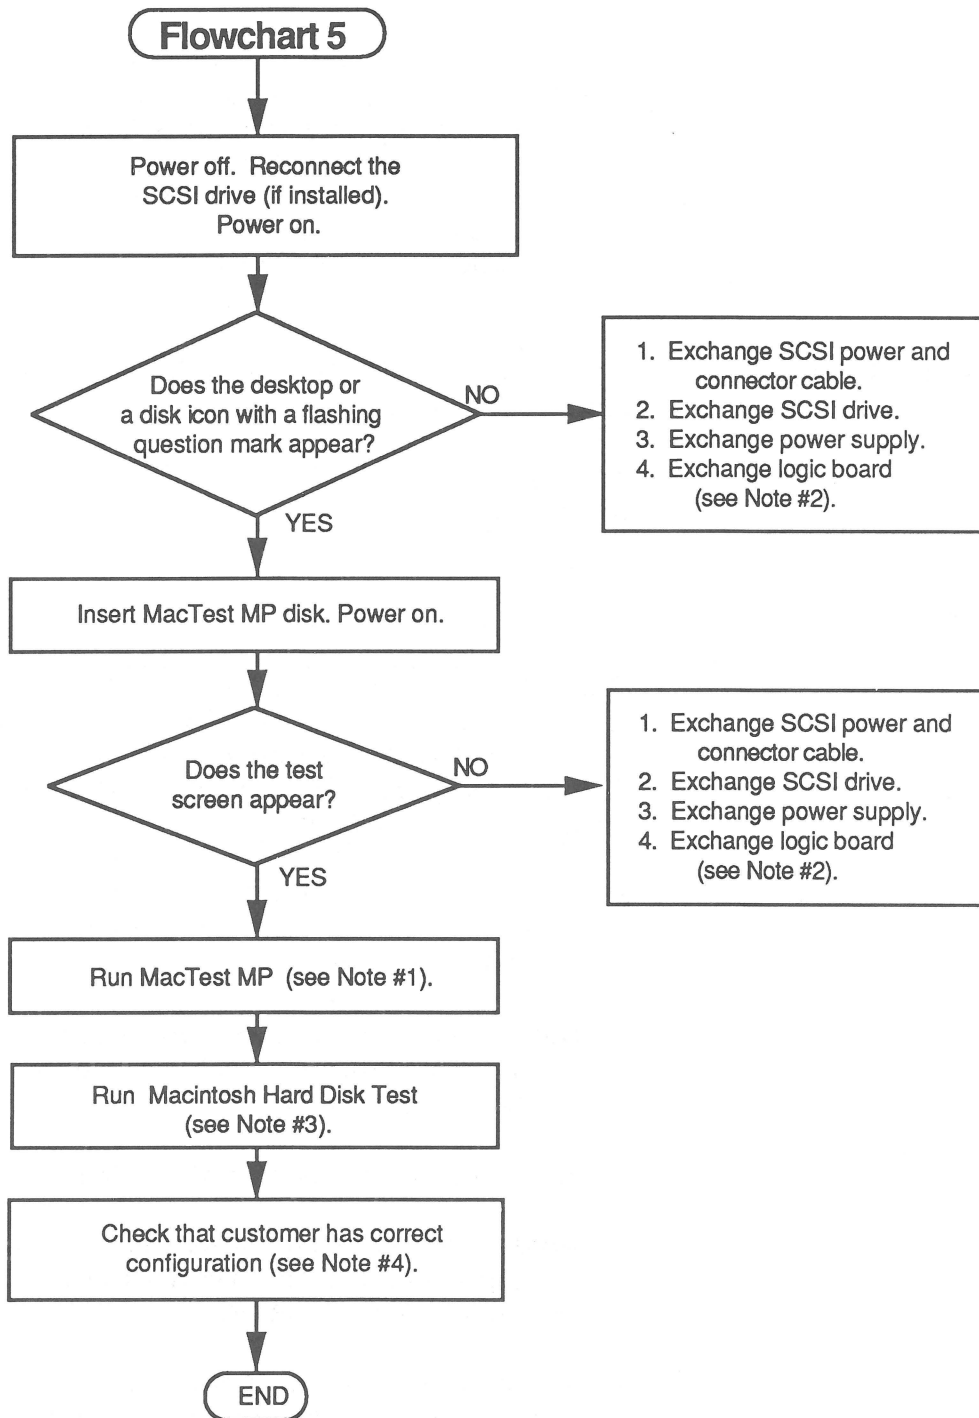 Flowchart 5
Power off. Reconnect the
SCSI drive (if installed).
Power on.
Does the desktop or
a disk icon with a flashing
question mark appear?
NO
1. Exchange SCSI power and
connector cable.
2. Exchange SCSI drive.
3. Exchange power supply.
4. Exchange logic board
(see Note #2).
YES
Insert MacTest MP disk. Power on.
Does the test
screen appear?
NO
1. Exchange SCSI power and
connector cable.
2. Exchange SCSI drive.
3. Exchange power supply.
4. Exchange logic board
(see Note #2).
YES
Run MacTest MP (see Note #1).
Run Macintosh Hard Disk Test
(see Note #3).
Check that customer has correct
configuration (see Note #4).
END